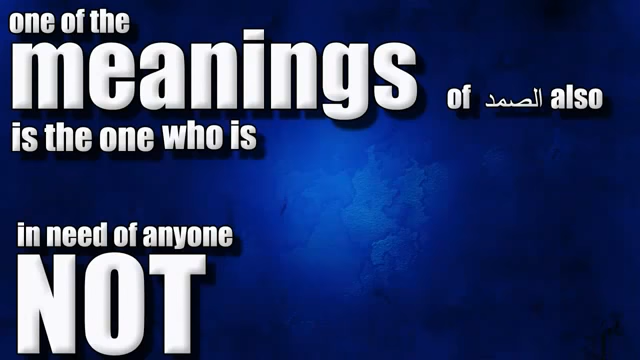 one of the
meanings of الصمد also
is the one who is
in need of anyone
NOT